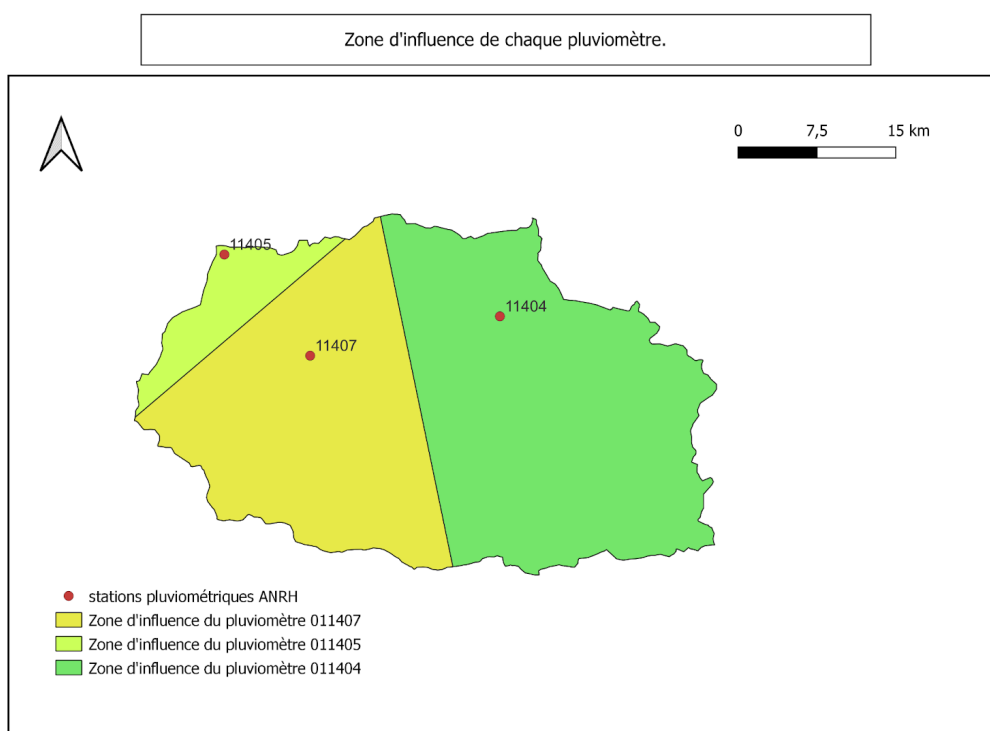 Zone d'influence de chaque pluviomètre.
0 7,5 15 km
11405
11404
11407
stations pluviométriques ANRH
Zone d'influence du pluviomètre 011407
Zone d'influence du pluviomètre 011405
Zone d'influence du pluviomètre 011404